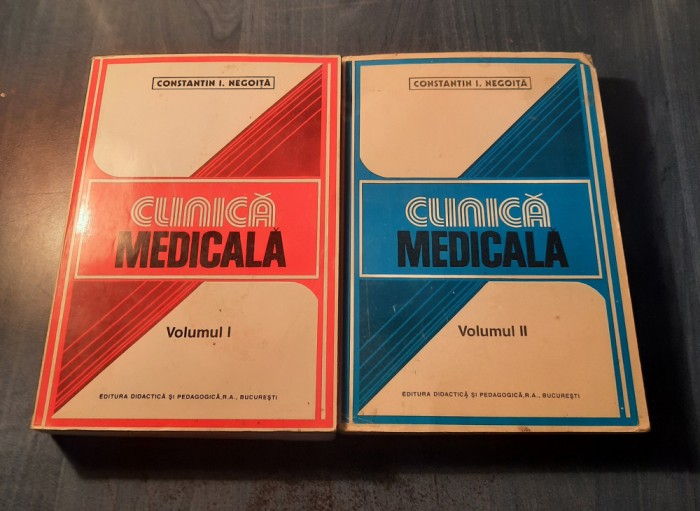 CONSTANTIN I. NEGOIȚĂ
CLINICĂ
MEDICALĂ
Volumul I
EDITURA DIDACTICĂ ȘI PEDAGOGICĂ, R.A., BUCUREȘTI
CONSTANTIN I. NEGOIȚĂ
CLINICĂ
MEDICALĂ
Volumul II
EDITURA DIDACTICĂ ȘI PEDAGOGICĂ, R.A., BUCUREȘTI